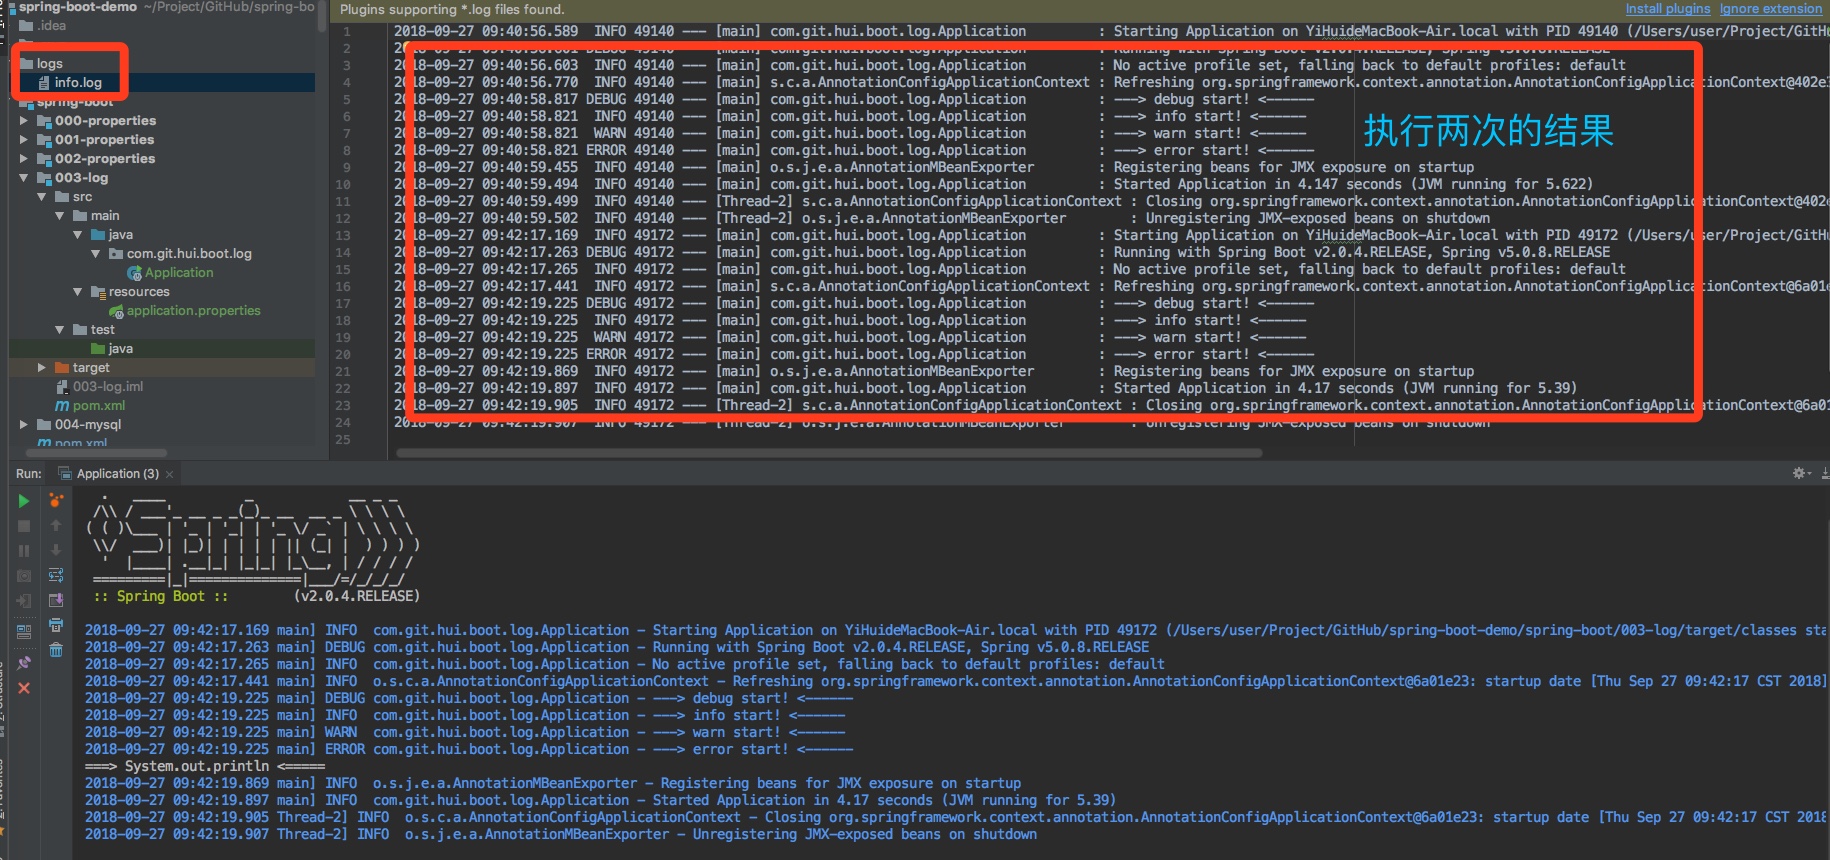 spring-boot-demo ~/Project/GitHub/spring-bo
.idea
logs
info.log
spring-boot
000-properties
001-properties
002-properties
003-log
src
main
java
com.git.hui.boot.log
Application
resources
application.properties
test
java
target
003-log.iml
pom.xml
004-mysql
pom.xml
Plugins supporting *.log files found.
Install plugins Ignore extension
1 2018-09-27 09:40:56.589 INFO 49140 --- [main] com.git.hui.boot.log.Application : Starting Application on YiHuideMacBook-Air.local with PID 49140 (/Users/user/Project/GitH
2 2018-09-27 09:40:56.601 DEBUG 49140 --- [main] com.git.hui.boot.log.Application : Running with Spring Boot v2.0.4.RELEASE, Spring v5.0.8.RELEASE
3 2018-09-27 09:40:56.603 INFO 49140 --- [main] com.git.hui.boot.log.Application : No active profile set, falling back to default profiles: default
4 2018-09-27 09:40:56.770 INFO 49140 --- [main] s.c.a.AnnotationConfigApplicationContext : Refreshing org.springframework.context.annotation.AnnotationConfigApplicationContext@402e3
5 2018-09-27 09:40:58.817 DEBUG 49140 --- [main] com.git.hui.boot.log.Application : ---> debug start! <------
6 2018-09-27 09:40:58.821 INFO 49140 --- [main] com.git.hui.boot.log.Application : ---> info start! <------
7 2018-09-27 09:40:58.821 WARN 49140 --- [main] com.git.hui.boot.log.Application : ---> warn start! <------
8 2018-09-27 09:40:58.821 ERROR 49140 --- [main] com.git.hui.boot.log.Application : ---> error start! <------
执行两次的结果
9 2018-09-27 09:40:59.455 INFO 49140 --- [main] o.s.j.e.a.AnnotationMBeanExporter : Registering beans for JMX exposure on startup
10 2018-09-27 09:40:59.494 INFO 49140 --- [main] com.git.hui.boot.log.Application : Started Application in 4.147 seconds (JVM running for 5.622)
11 2018-09-27 09:40:59.499 INFO 49140 --- [Thread-2] s.c.a.AnnotationConfigApplicationContext : Closing org.springframework.context.annotation.AnnotationConfigApplicationContext@402e
12 2018-09-27 09:40:59.502 INFO 49140 --- [Thread-2] o.s.j.e.a.AnnotationMBeanExporter : Unregistering JMX-exposed beans on shutdown
13 2018-09-27 09:42:17.169 INFO 49172 --- [main] com.git.hui.boot.log.Application : Starting Application on YiHuideMacBook-Air.local with PID 49172 (/Users/user/Project/GitH
14 2018-09-27 09:42:17.263 DEBUG 49172 --- [main] com.git.hui.boot.log.Application : Running with Spring Boot v2.0.4.RELEASE, Spring v5.0.8.RELEASE
15 2018-09-27 09:42:17.265 INFO 49172 --- [main] com.git.hui.boot.log.Application : No active profile set, falling back to default profiles: default
16 2018-09-27 09:42:17.441 INFO 49172 --- [main] s.c.a.AnnotationConfigApplicationContext : Refreshing org.springframework.context.annotation.AnnotationConfigApplicationContext@6a01e
17 2018-09-27 09:42:19.225 DEBUG 49172 --- [main] com.git.hui.boot.log.Application : ---> debug start! <------
18 2018-09-27 09:42:19.225 INFO 49172 --- [main] com.git.hui.boot.log.Application : ---> info start! <------
19 2018-09-27 09:42:19.225 WARN 49172 --- [main] com.git.hui.boot.log.Application : ---> warn start! <------
20 2018-09-27 09:42:19.225 ERROR 49172 --- [main] com.git.hui.boot.log.Application : ---> error start! <------
21 2018-09-27 09:42:19.869 INFO 49172 --- [main] o.s.j.e.a.AnnotationMBeanExporter : Registering beans for JMX exposure on startup
22 2018-09-27 09:42:19.897 INFO 49172 --- [main] com.git.hui.boot.log.Application : Started Application in 4.17 seconds (JVM running for 5.39)
23 2018-09-27 09:42:19.905 INFO 49172 --- [Thread-2] s.c.a.AnnotationConfigApplicationContext : Closing org.springframework.context.annotation.AnnotationConfigApplicationContext@6a01
24 2018-09-27 09:42:19.907 INFO 49172 --- [Thread-2] o.s.j.e.a.AnnotationMBeanExporter : Unregistering JMX-exposed beans on shutdown
25
Run: Application (3)
:: Spring Boot :: (v2.0.4.RELEASE)
2018-09-27 09:42:17.169 main] INFO com.git.hui.boot.log.Application - Starting Application on YiHuideMacBook-Air.local with PID 49172 (/Users/user/Project/GitHub/spring-boot-demo/spring-boot/003-log/target/classes sta
2018-09-27 09:42:17.263 main] DEBUG com.git.hui.boot.log.Application - Running with Spring Boot v2.0.4.RELEASE, Spring v5.0.8.RELEASE
2018-09-27 09:42:17.265 main] INFO com.git.hui.boot.log.Application - No active profile set, falling back to default profiles: default
2018-09-27 09:42:17.441 main] INFO o.s.c.a.AnnotationConfigApplicationContext - Refreshing org.springframework.context.annotation.AnnotationConfigApplicationContext@6a01e23: startup date [Thu Sep 27 09:42:17 CST 2018]
2018-09-27 09:42:19.225 main] DEBUG com.git.hui.boot.log.Application - ---> debug start! <------
2018-09-27 09:42:19.225 main] INFO com.git.hui.boot.log.Application - ---> info start! <------
2018-09-27 09:42:19.225 main] WARN com.git.hui.boot.log.Application - ---> warn start! <------
2018-09-27 09:42:19.225 main] ERROR com.git.hui.boot.log.Application - ---> error start! <------
===> System.out.println <=====
2018-09-27 09:42:19.869 main] INFO o.s.j.e.a.AnnotationMBeanExporter - Registering beans for JMX exposure on startup
2018-09-27 09:42:19.897 main] INFO com.git.hui.boot.log.Application - Started Application in 4.17 seconds (JVM running for 5.39)
2018-09-27 09:42:19.905 Thread-2] INFO o.s.c.a.AnnotationConfigApplicationContext - Closing org.springframework.context.annotation.AnnotationConfigApplicationContext@6a01e23: startup date [Thu Sep 27 09:42:17 CST 2018
2018-09-27 09:42:19.907 Thread-2] INFO o.s.j.e.a.AnnotationMBeanExporter - Unregistering JMX-exposed beans on shutdown